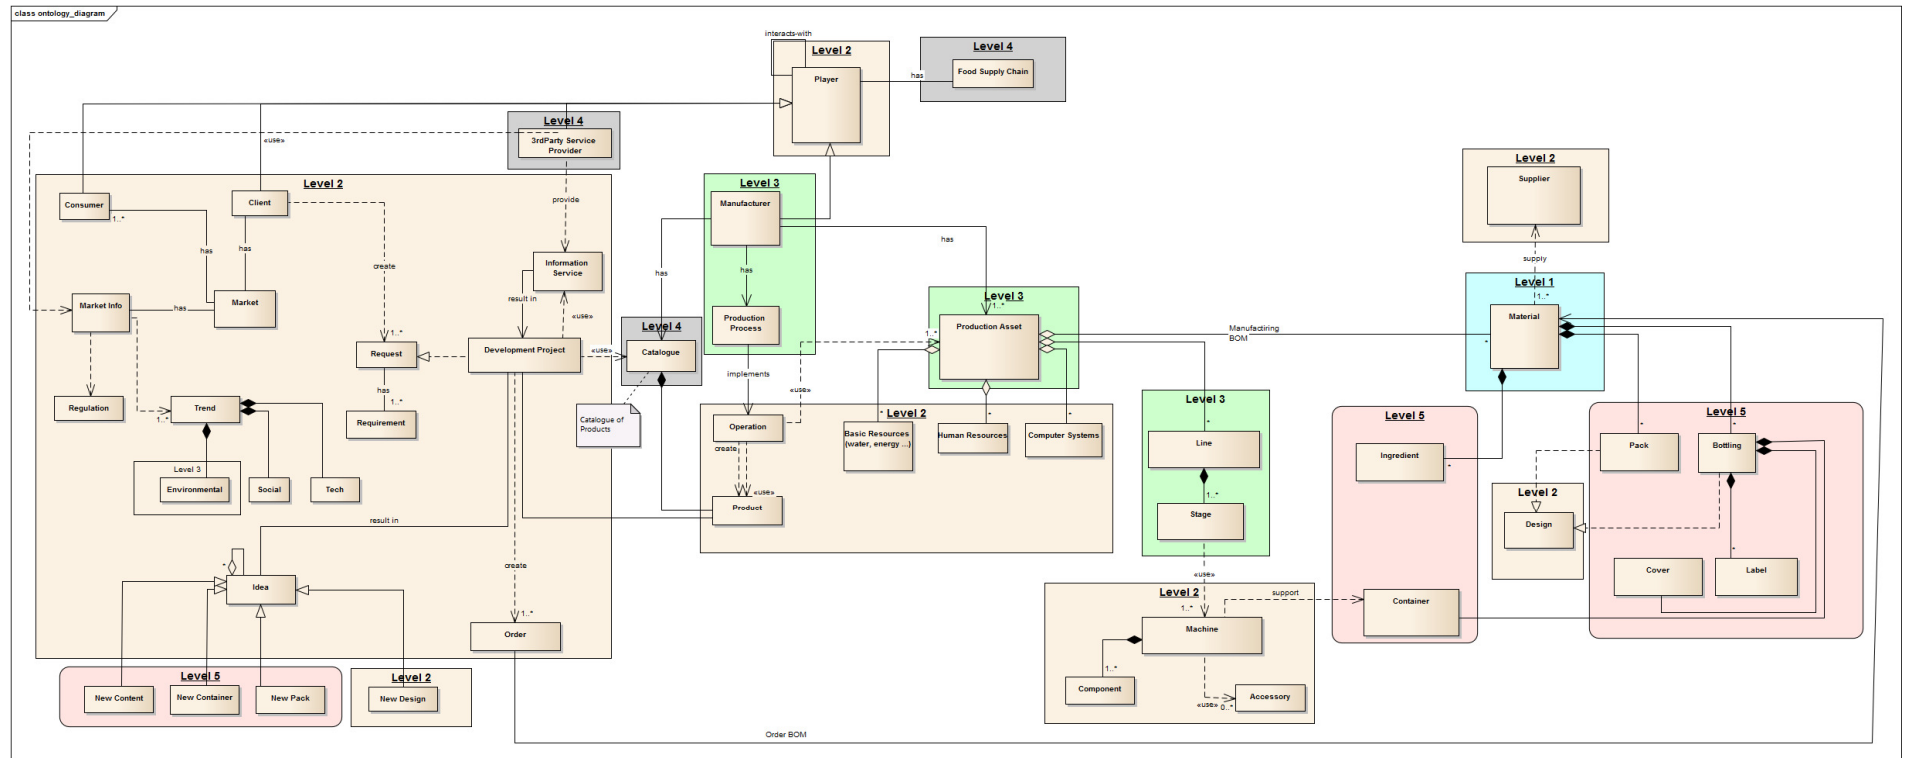 class ontology_diagram
interacts-with
Level 2
Player
has
Level 4
Food Supply Chain
Level 4
3rdParty Service
Provider
«use»
provide
Level 2
Consumer
1..*
Client
has
has
create
Market Info
has
Market
Information
Service
result in
«use»
1..*
Request
Development Project
«use»
has
1..*
Requirement
Regulation
Trend
1..*
Level 3
Environmental
Social
Tech
result in
*
Idea
create
1..*
Order
Level 5
New Content
New Container
New Pack
Level 2
New Design
Level 3
Manufacturer
has
Production
Process
has
Level 4
Catalogue
Catalogue of
Products
implements
has
Level 3
1..*
1..*
Production Asset
«use»
Level 2
Operation
create
«use»
Product
*
Basic Resources
(water, energy ...)
*
Human Resources
*
Computer Systems
Manufactiring
BOM
*
Level 3
*
Line
1..*
Stage
«use»
Level 2
1..*
Machine
support
1..*
Component
«use»
0..*
Accessory
Level 2
Supplier
supply
Level 1
1..*
Material
Level 5
Ingredient
*
Container
Level 5
*
Pack
*
Bottling
Level 2
Design
*
Cover
Label
Order BOM